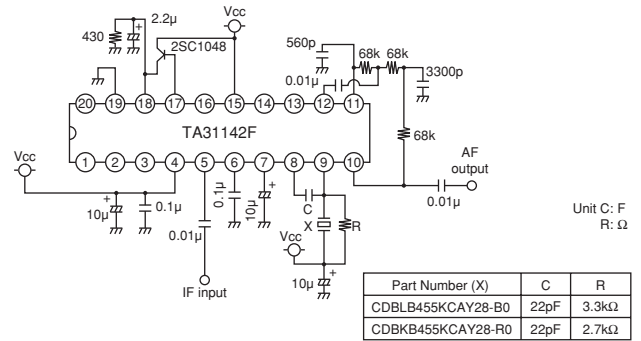 Vcc
2.2µ
430
2SC1048
560p
68k
68k
0.01µ
3300p
20 19 18 17 16 15 14 13 12 11
TA31142F
68k
1 2 3 4 5 6 7 8 9 10
Vcc
AF
output
10µ
0.1µ
0.01µ
0.1µ
10µ
C
X
R
0.01µ
Vcc
IF input
10µ
Unit C: F
R: Ω
Part Number (X) C R
CDBLB455KCAY28-B0 22pF 3.3kΩ
CDBKB455KCAY28-R0 22pF 2.7kΩ